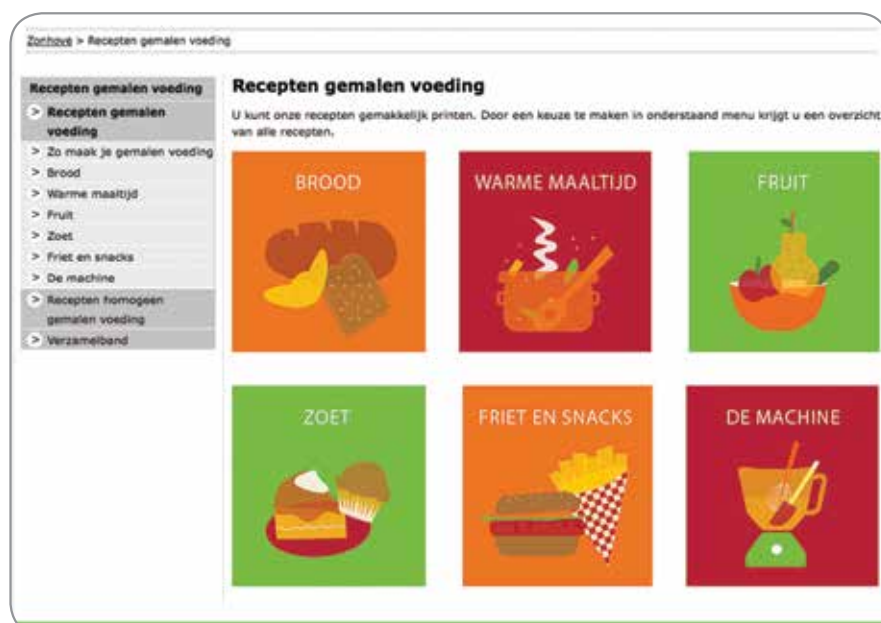 Zonhove > Recepten gemalen voeding
Recepten gemalen voeding
> Recepten gemalen
voeding
> Zo maak je gemalen voeding
> Brood
> Warme maaltijd
> Fruit
> Zoet
> Friet en snacks
> De machine
> Recepten homogeen
gemalen voeding
> Verzamelband
Recepten gemalen voeding
U kunt onze recepten gemakkelijk printen. Door een keuze te maken in onderstaand menu krijgt u een overzicht
van alle recepten.
BROOD
WARME MAALTIJD
FRUIT
ZOET
FRIET EN SNACKS
DE MACHINE